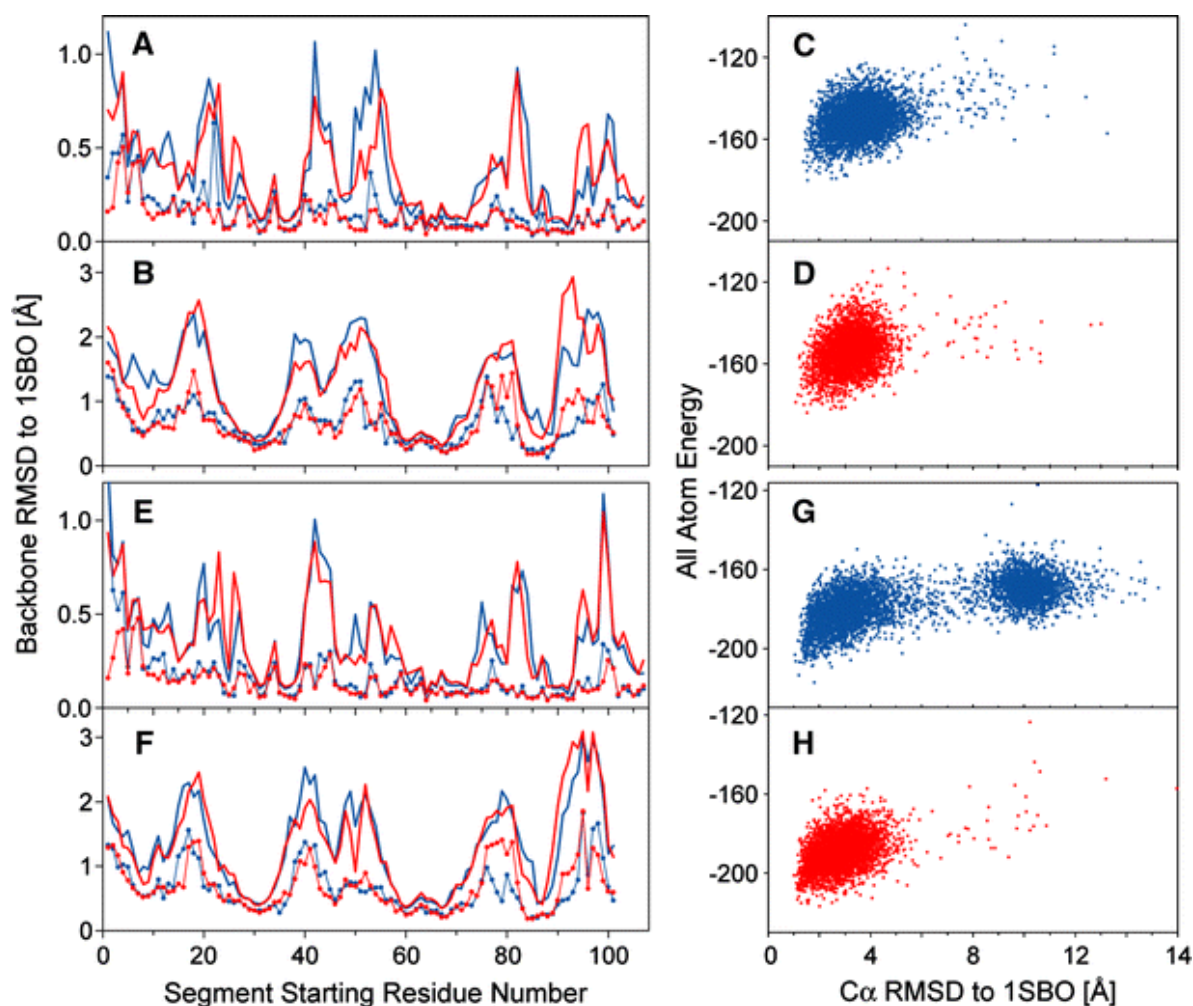 Backbone RMSD to 1SBO [Å]
A
1.0
0.5
0.0
B
3
2
1
0
E
1.0
0.5
0.0
F
3
2
1
0
0 20 40 60 80 100
Segment Starting Residue Number
All Atom Energy
C
-120
-160
-200
D
-120
-160
-200
G
-120
-160
-200
H
-120
-160
-200
0 2 4 6 8 10 12 14
Cα RMSD to 1SBO [Å]